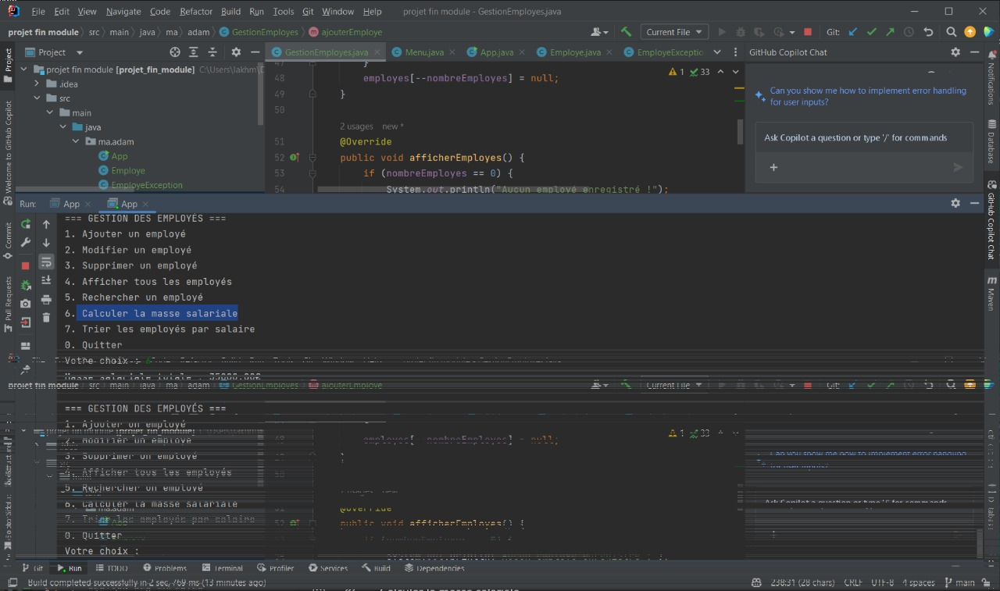 File Edit View Navigate Code Refactor Build Run Tools Git Window Help projet fin module - GestionEmployes.java
projet fin module src main java ma adam GestionEmployes ajouterEmploye Current File Git:
Project GestionEmployes.java Menu.java App.java Employe.java EmployeExceptio GitHub Copilot Chat
projet fin module [projet_fin_module] C:\Users\lakhm\
.idea
src
main
java
ma.adam
App
Employe
EmployeException
47 }
48 employes[--nombreEmployes] = null;
49 }
50
2 usages new *
51 @Override
52 public void afficherEmployes() {
53 if (nombreEmployes == 0) {
54 System.out.println("Aucun employé enregistré !");
1 33
Can you show me how to implement error handling
for user inputs?
Ask Copilot a question or type '/' for commands
Project
Welcome to GitHub Copilot
Commit
Pull Requests
Notifications
Database
GitHub Copilot Chat
Maven
Run: App App
=== GESTION DES EMPLOYÉS ===
1. Ajouter un employé
2. Modifier un employé
3. Supprimer un employé
4. Afficher tous les employés
5. Rechercher un employé
6. Calculer la masse salariale
7. Trier les employés par salaire
0. Quitter
Votre choix : 6
Masse salariale totale :
projet fin module src main java ma adam GestionEmployes ajouterEmploye Current File Git:
=== GESTION DES EMPLOYÉS ===
1. Ajouter un employé
2. Modifier un employé
3. Supprimer un employé
4. Afficher tous les employés
5. Rechercher un employé
6. Calculer la masse salariale
7. Trier les employés par salaire
0. Quitter
Votre choix :
employes[--nombreEmployes] = null;
@Override
52 public void afficherEmployes() {
1 33
Can you show me how to implement error handling
for user inputs?
Ask Copilot a question or type '/' for commands
Git Run TODO Problems Terminal Profiler Services Build Dependencies
Build completed successfully in 2 sec, 769 ms (13 minutes ago) 238:31 (28 chars) CRLF UTF-8 4 spaces main